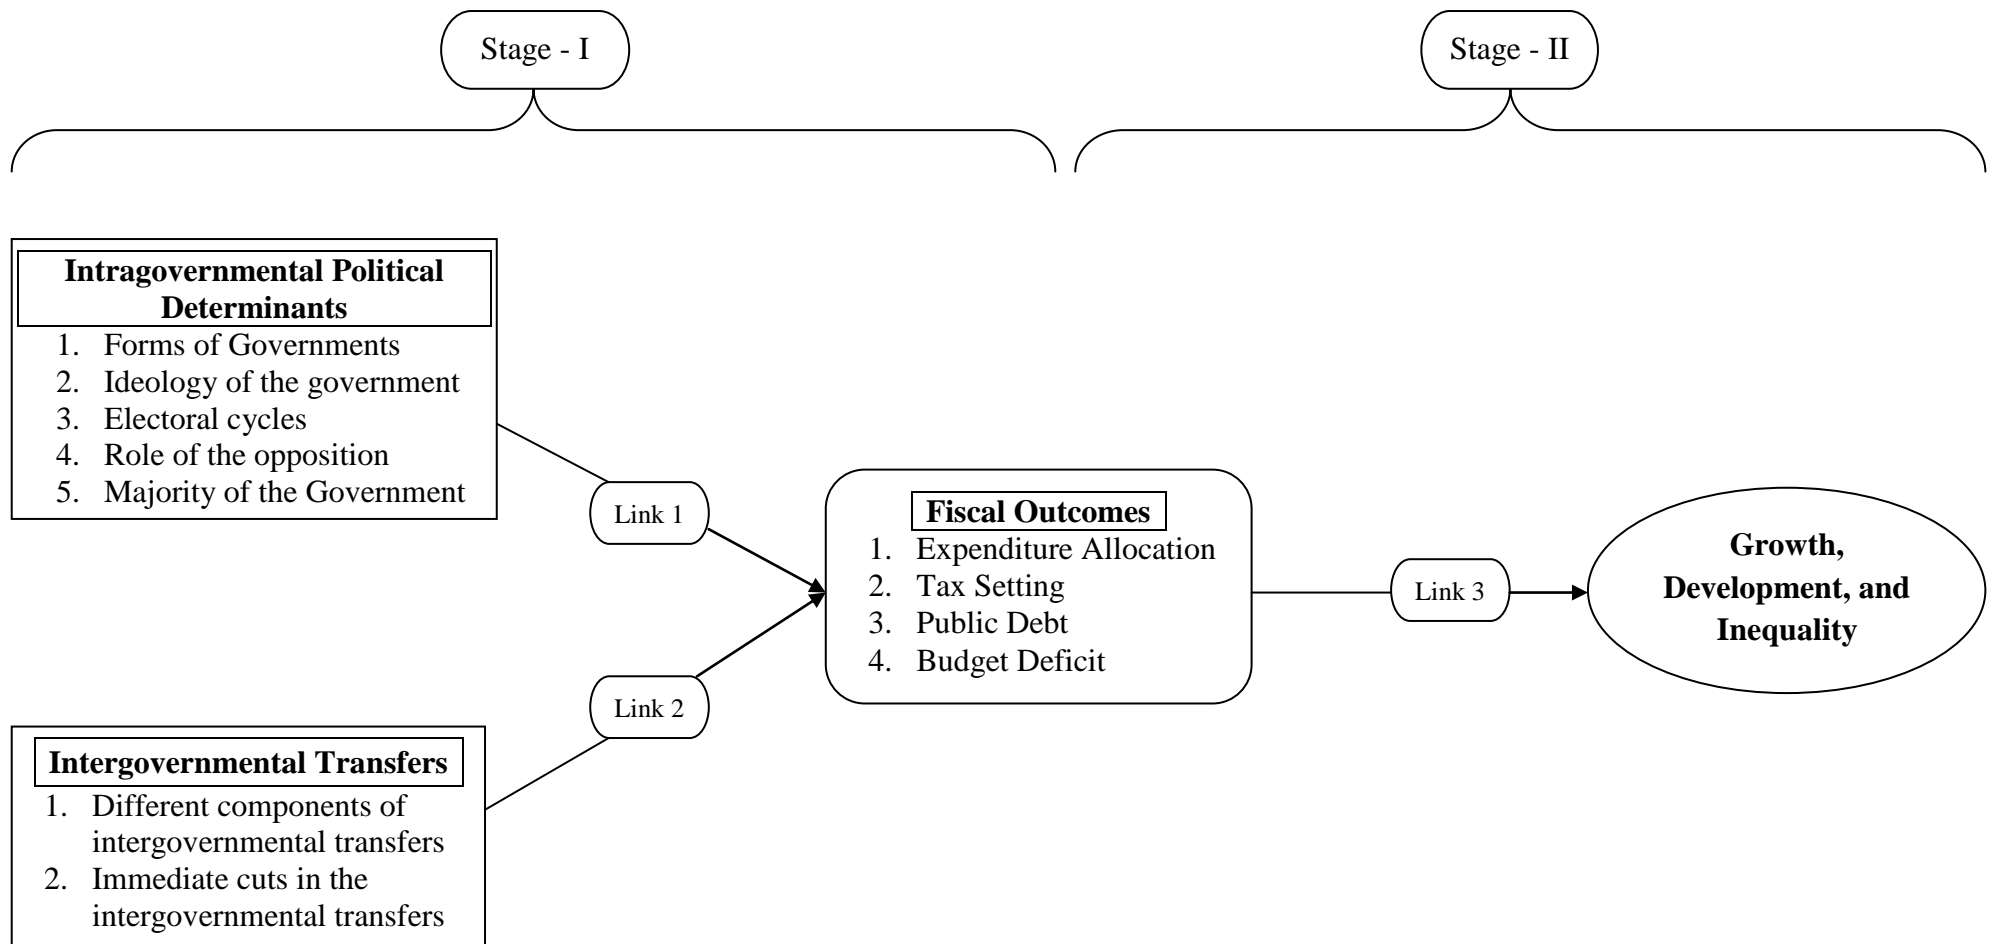 Stage - I
Stage - II
Intragovernmental Political
Determinants
1. Forms of Governments
2. Ideology of the government
3. Electoral cycles
4. Role of the opposition
5. Majority of the Government
Link 1
Fiscal Outcomes
1. Expenditure Allocation
2. Tax Setting
3. Public Debt
4. Budget Deficit
Link 3
Growth,
Development, and
Inequality
Link 2
Intergovernmental Transfers
1. Different components of
intergovernmental transfers
2. Immediate cuts in the
intergovernmental transfers